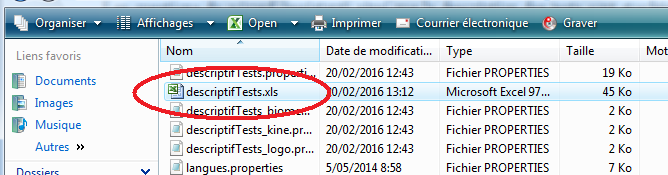 Organiser Affichages Open Imprimer Courrier électronique Graver
Liens favoris Nom Date de modificati... Type Taille Mot
Documents descriptifTests.properti... 20/02/2016 12:43 Fichier PROPERTIES 19 Ko
Images descriptifTests.xls 20/02/2016 13:12 Microsoft Excel 97... 45 Ko
Musique descriptifTests_biome... 20/02/2016 12:43 Fichier PROPERTIES 2 Ko
Autres » descriptifTests_kine.pr... 20/02/2016 12:43 Fichier PROPERTIES 2 Ko
descriptifTests_logo.pr... 20/02/2016 12:43 Fichier PROPERTIES 2 Ko
Dossiers langues.properties 5/05/2014 8:58 Fichier PROPERTIES 2 Ko